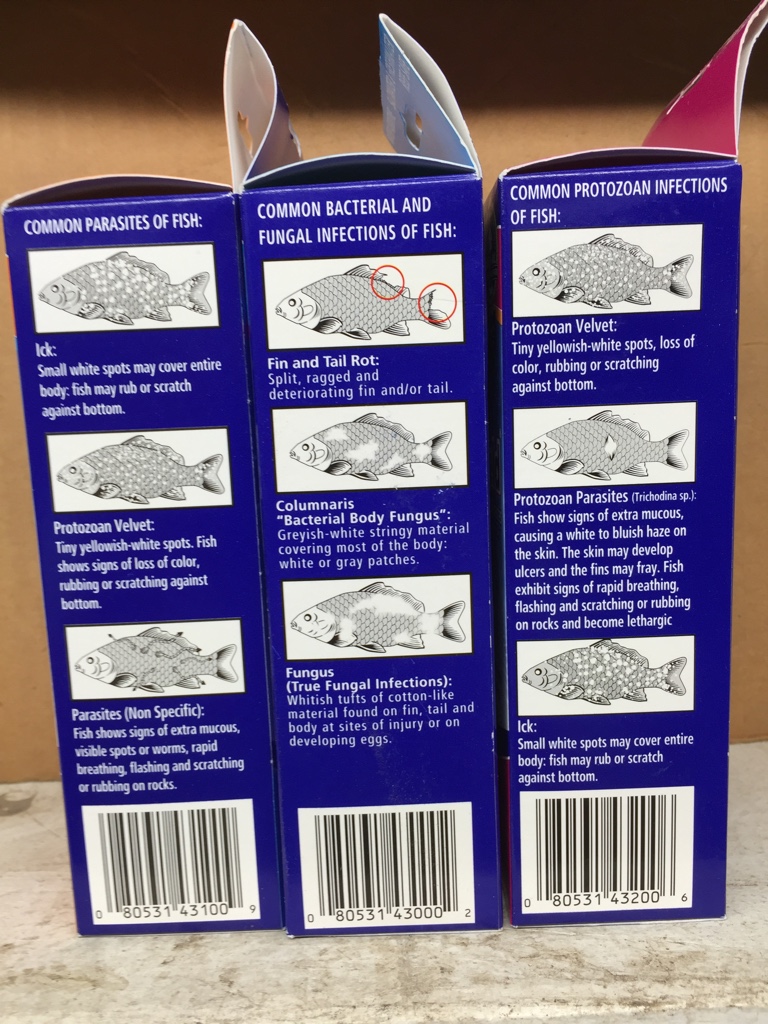 COMMON PARASITES OF FISH:
Ick:
Small white spots may cover entire
body: fish may rub or scratch
against bottom.
Protozoan Velvet:
Tiny yellowish-white spots. Fish
shows signs of loss of color,
rubbing or scratching against
bottom.
Parasites (Non Specific):
Fish shows signs of extra mucous,
visible spots or worms, rapid
breathing, flashing and scratching
or rubbing on rocks.
0 80531 43100 9
COMMON BACTERIAL AND
FUNGAL INFECTIONS OF FISH:
Fin and Tail Rot:
Split, ragged and
deteriorating fin and/or tail.
Columnaris
"Bacterial Body Fungus":
Greyish-white stringy material
covering most of the body:
white or gray patches.
Fungus
(True Fungal Infections):
Whitish tufts of cotton-like
material found on fin, tail and
body at sites of injury or on
developing eggs.
0 80531 43000 2
COMMON PROTOZOAN INFECTIONS
OF FISH:
Protozoan Velvet:
Tiny yellowish-white spots, loss of
color, rubbing or scratching
against bottom.
Protozoan Parasites (Trichodina sp.):
Fish show signs of extra mucous,
causing a white to bluish haze on
the skin. The skin may develop
ulcers and the fins may fray. Fish
exhibit signs of rapid breathing,
flashing and scratching or rubbing
on rocks and become lethargic
Ick:
Small white spots may cover entire
body: fish may rub or scratch
against bottom.
0 80531 43200 6